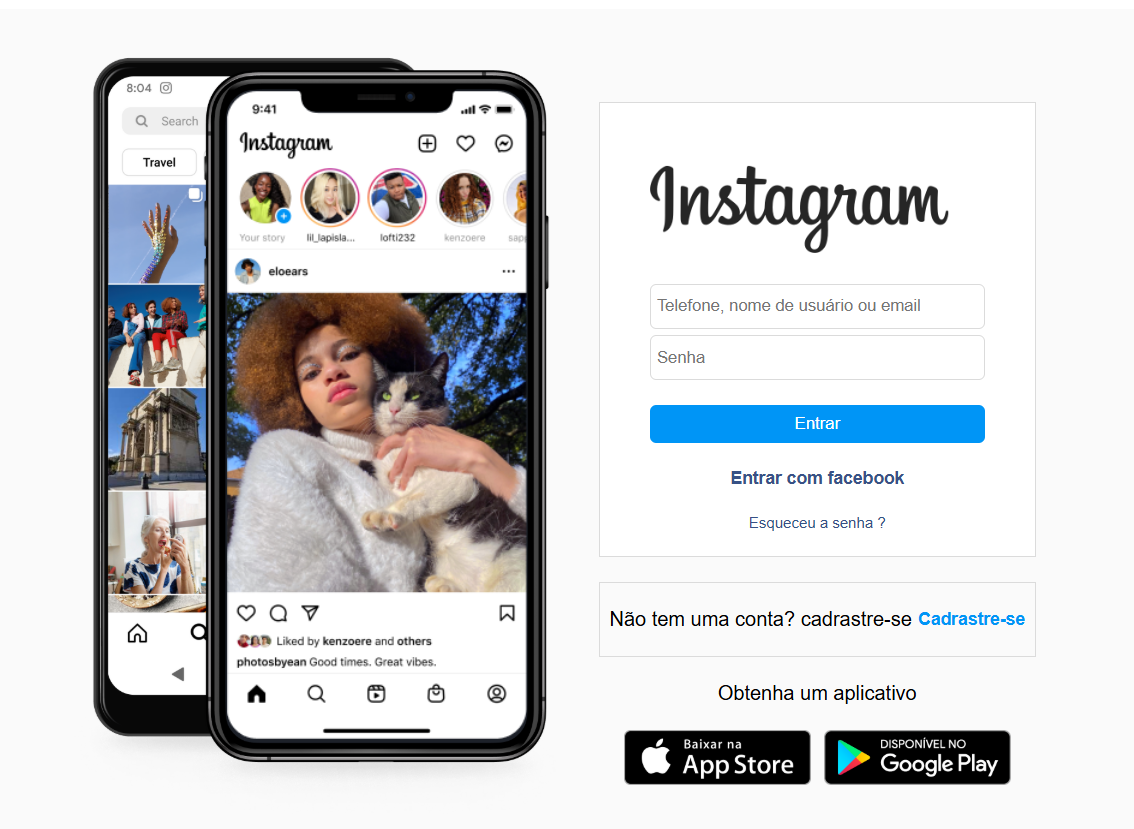 8:04
Search
Travel
9:41
Instagram
Your story
lil_lapisla...
lofti232
kenzoere
sapp
eloears
Liked by kenzoere and others
photosbyean Good times. Great vibes.
Instagram
Telefone, nome de usuário ou email
Senha
Entrar
Entrar com facebook
Esqueceu a senha ?
Não tem uma conta? cadrastre-se Cadrastre-se
Obtenha um aplicativo
Baixar na
App Store
DISPONÍVEL NO
Google Play